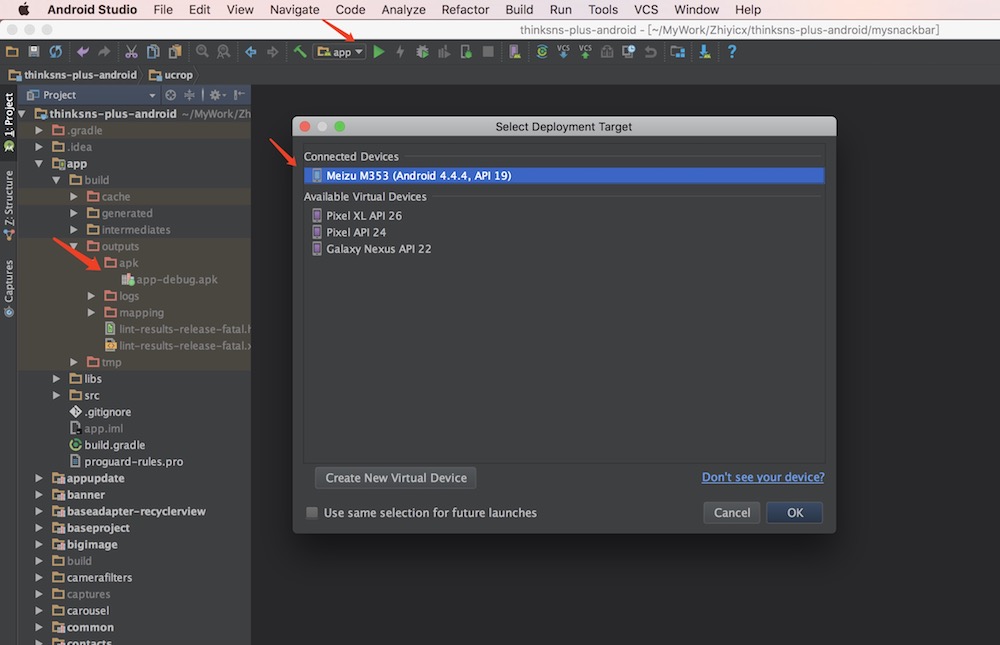 Android Studio File Edit View Navigate Code Analyze Refactor Build Run Tools VCS Window Help
thinksns-plus-android - [~/MyWork/Zhiyicx/thinksns-plus-android/mysnackbar]
app
VCS VCS
?
thinksns-plus-android ucrop
1: Project
Z: Structure
Captures
Project
thinksns-plus-android ~/MyWork/Zh
.gradle
.idea
app
build
cache
generated
intermediates
outputs
apk
app-debug.apk
logs
mapping
lint-results-release-fatal.h
lint-results-release-fatal.x
tmp
libs
src
.gitignore
app.iml
build.gradle
proguard-rules.pro
appupdate
banner
baseadapter-recyclerview
baseproject
bigimage
build
camerafilters
captures
carousel
common
contacts
Select Deployment Target
Connected Devices
Meizu M353 (Android 4.4.4, API 19)
Available Virtual Devices
Pixel XL API 26
Pixel API 24
Galaxy Nexus API 22
Create New Virtual Device
Don't see your device?
Use same selection for future launches
Cancel
OK